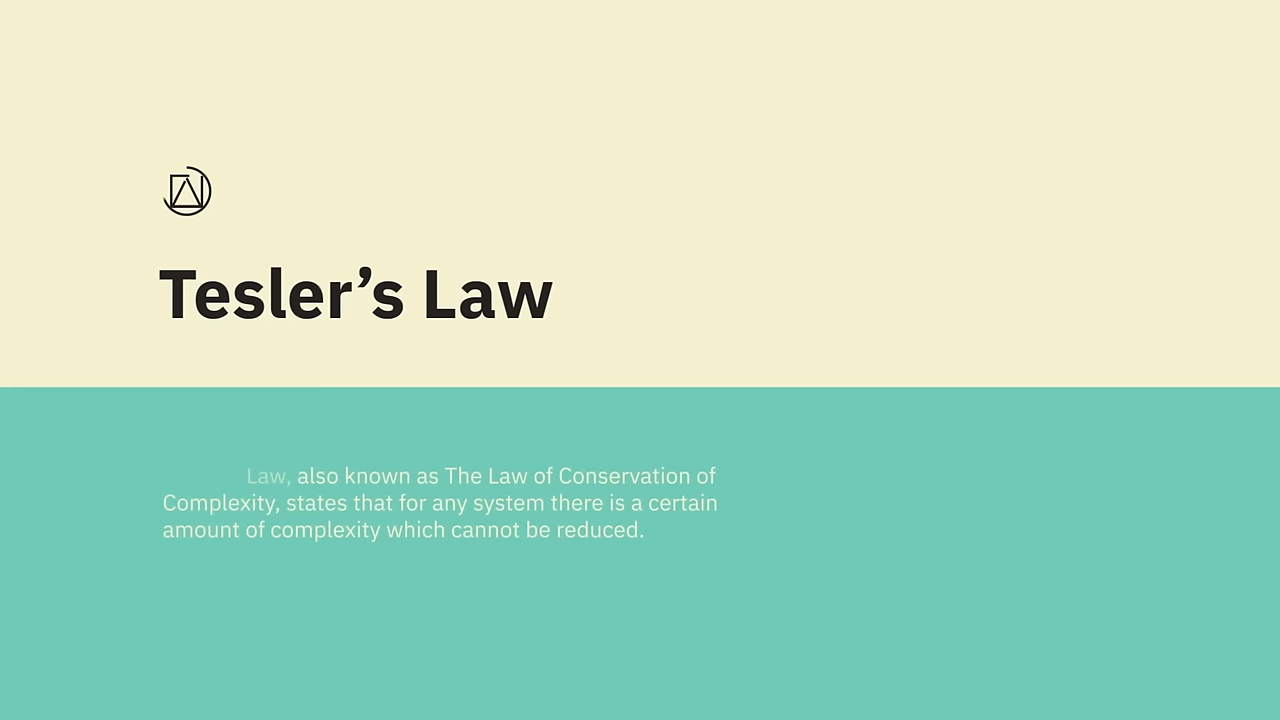 Tesler’s Law
Law, also known as The Law of Conservation of
Complexity, states that for any system there is a certain
amount of complexity which cannot be reduced.